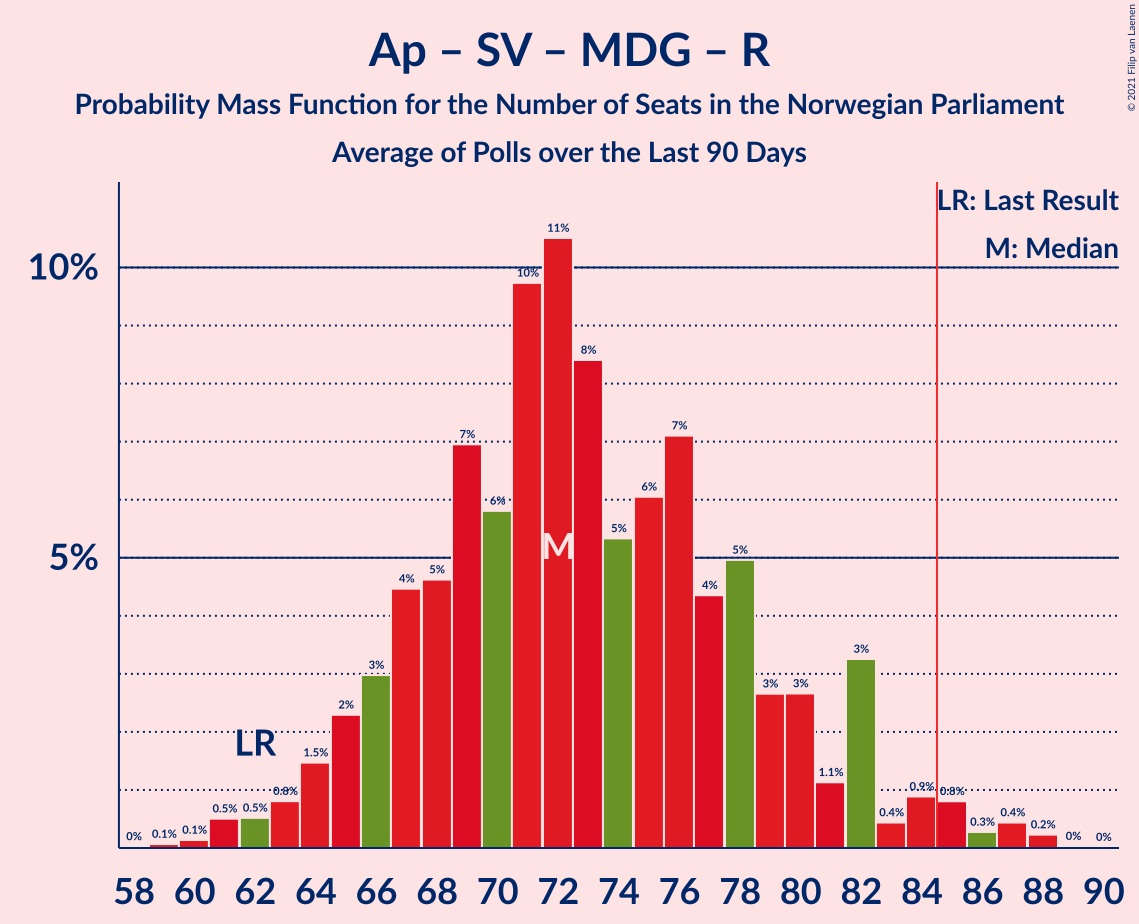 Ap – SV – MDG – R
Probability Mass Function for the Number of Seats in the Norwegian Parliament
Average of Polls over the Last 90 Days
© 2021 Filip van Laenen
LR: Last Result
M: Median
10%
5%
LR
M
0% 0.1% 0.1% 0.5% 0.5% 0.8% 1.5% 2% 3% 4% 5% 7% 6% 10% 11% 8% 5% 6% 7% 4% 5% 3% 3% 1.1% 3% 0.4% 0.9% 0.8% 0.3% 0.4% 0.2% 0% 0%
58 60 62 64 66 68 70 72 74 76 78 80 82 84 86 88 90